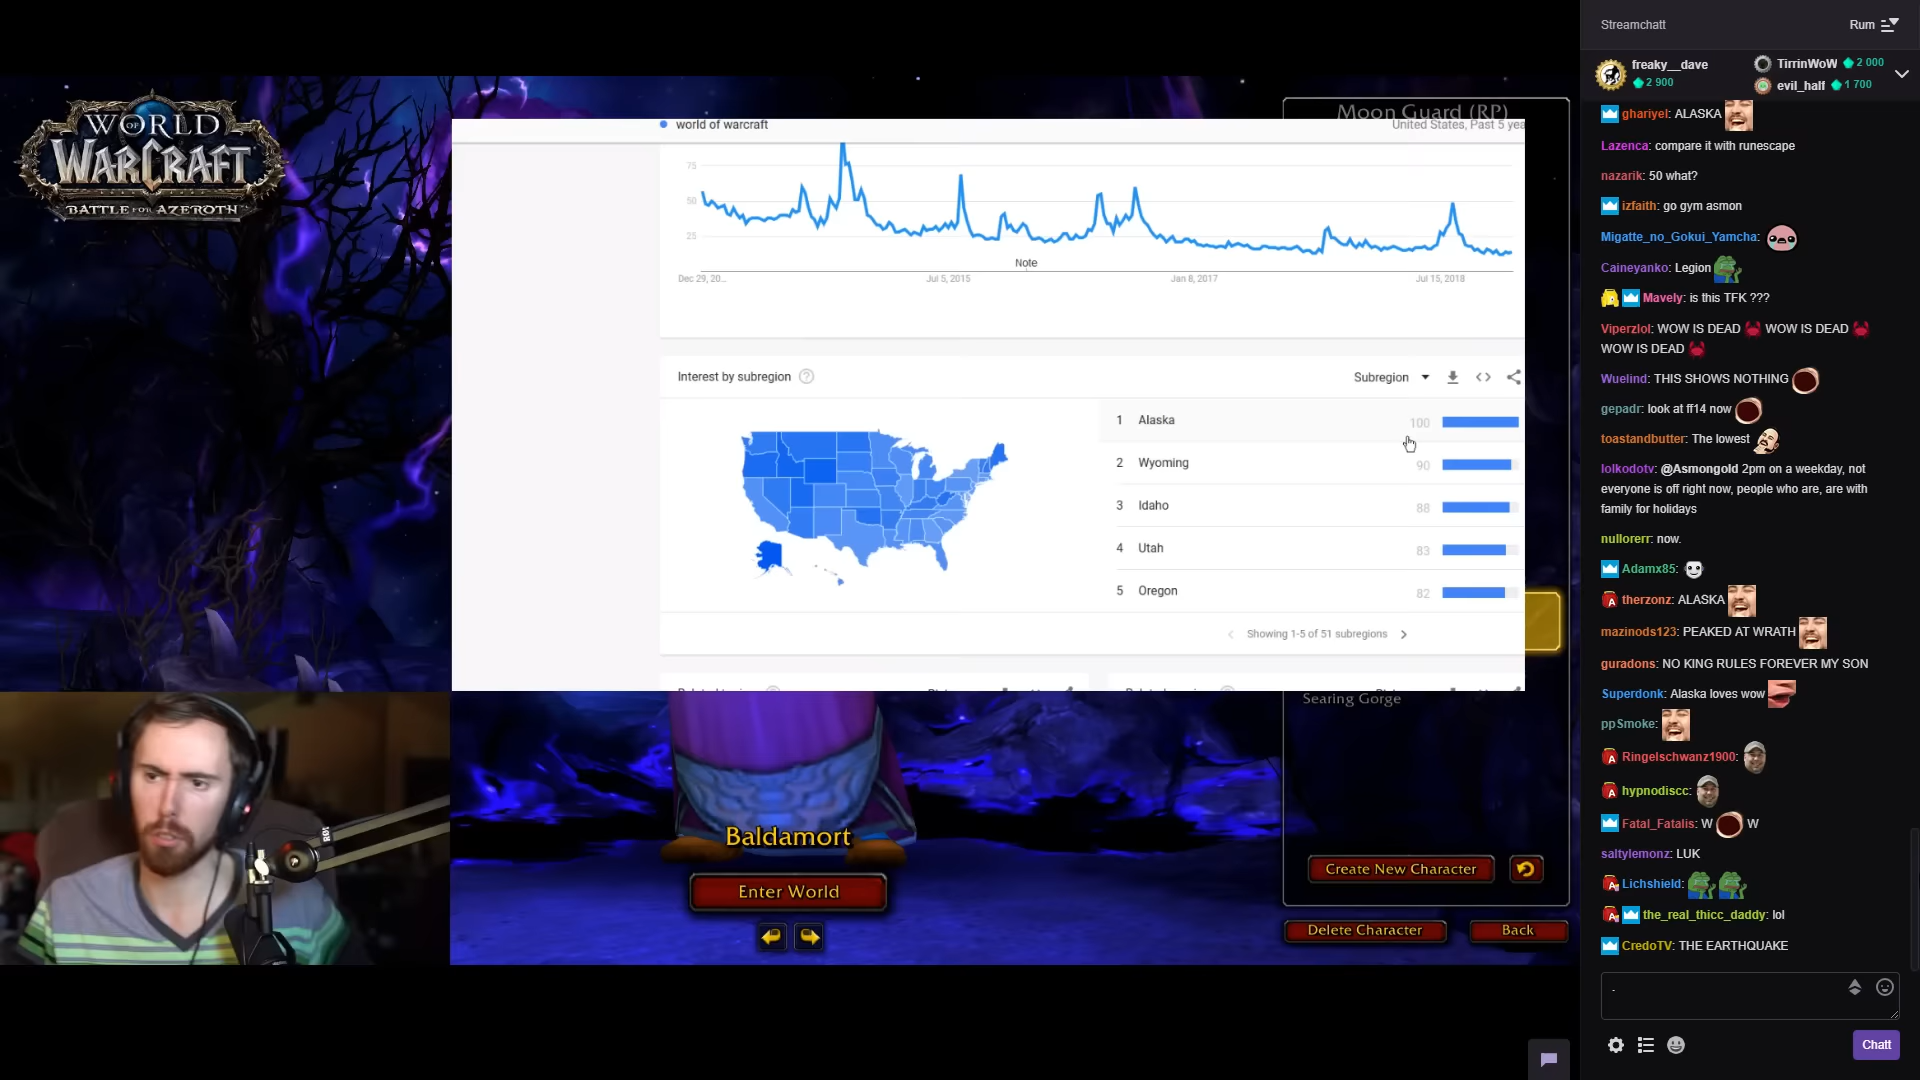 WORLD
OF
WARCRAFT
BATTLE FOR AZEROTH
Moon Guard (RP)
world of warcraft
United States, Past 5 yea
75
50
25
Note
Dec 29, 20...
Jul 5, 2015
Jan 8, 2017
Jul 15, 2018
Interest by subregion
Subregion
1 Alaska 100
2 Wyoming 90
3 Idaho 88
4 Utah 83
5 Oregon 82
Showing 1-5 of 51 subregions
Searing Gorge
Baldamort
Enter World
Create New Character
Delete Character
Back
Streamchatt
Rum
freaky__dave
2 900
TirrinWoW 2 000
evil_half 1 700
ghariyel: ALASKA
Lazenca: compare it with runescape
nazarik: 50 what?
izfaith: go gym asmon
Migatte_no_Gokui_Yamcha:
Caineyanko: Legion
Mavely: is this TFK ???
Viperzlol: WOW IS DEAD WOW IS DEAD
WOW IS DEAD
Wuelind: THIS SHOWS NOTHING
gepadr: look at ff14 now
toastandbutter: The lowest
lolkodotv: @Asmongold 2pm on a weekday, not
everyone is off right now, people who are, are with
family for holidays
nullorerr: now.
Adamx85:
therzonz: ALASKA
mazinods123: PEAKED AT WRATH
guradons: NO KING RULES FOREVER MY SON
Superdonk: Alaska loves wow
ppSmoke:
Ringelschwanz1900:
hypnodiscc:
Fatal_Fatalis: W W
saltylemonz: LUK
Lichshield:
the_real_thicc_daddy: lol
CredoTV: THE EARTHQUAKE
-
Chatt